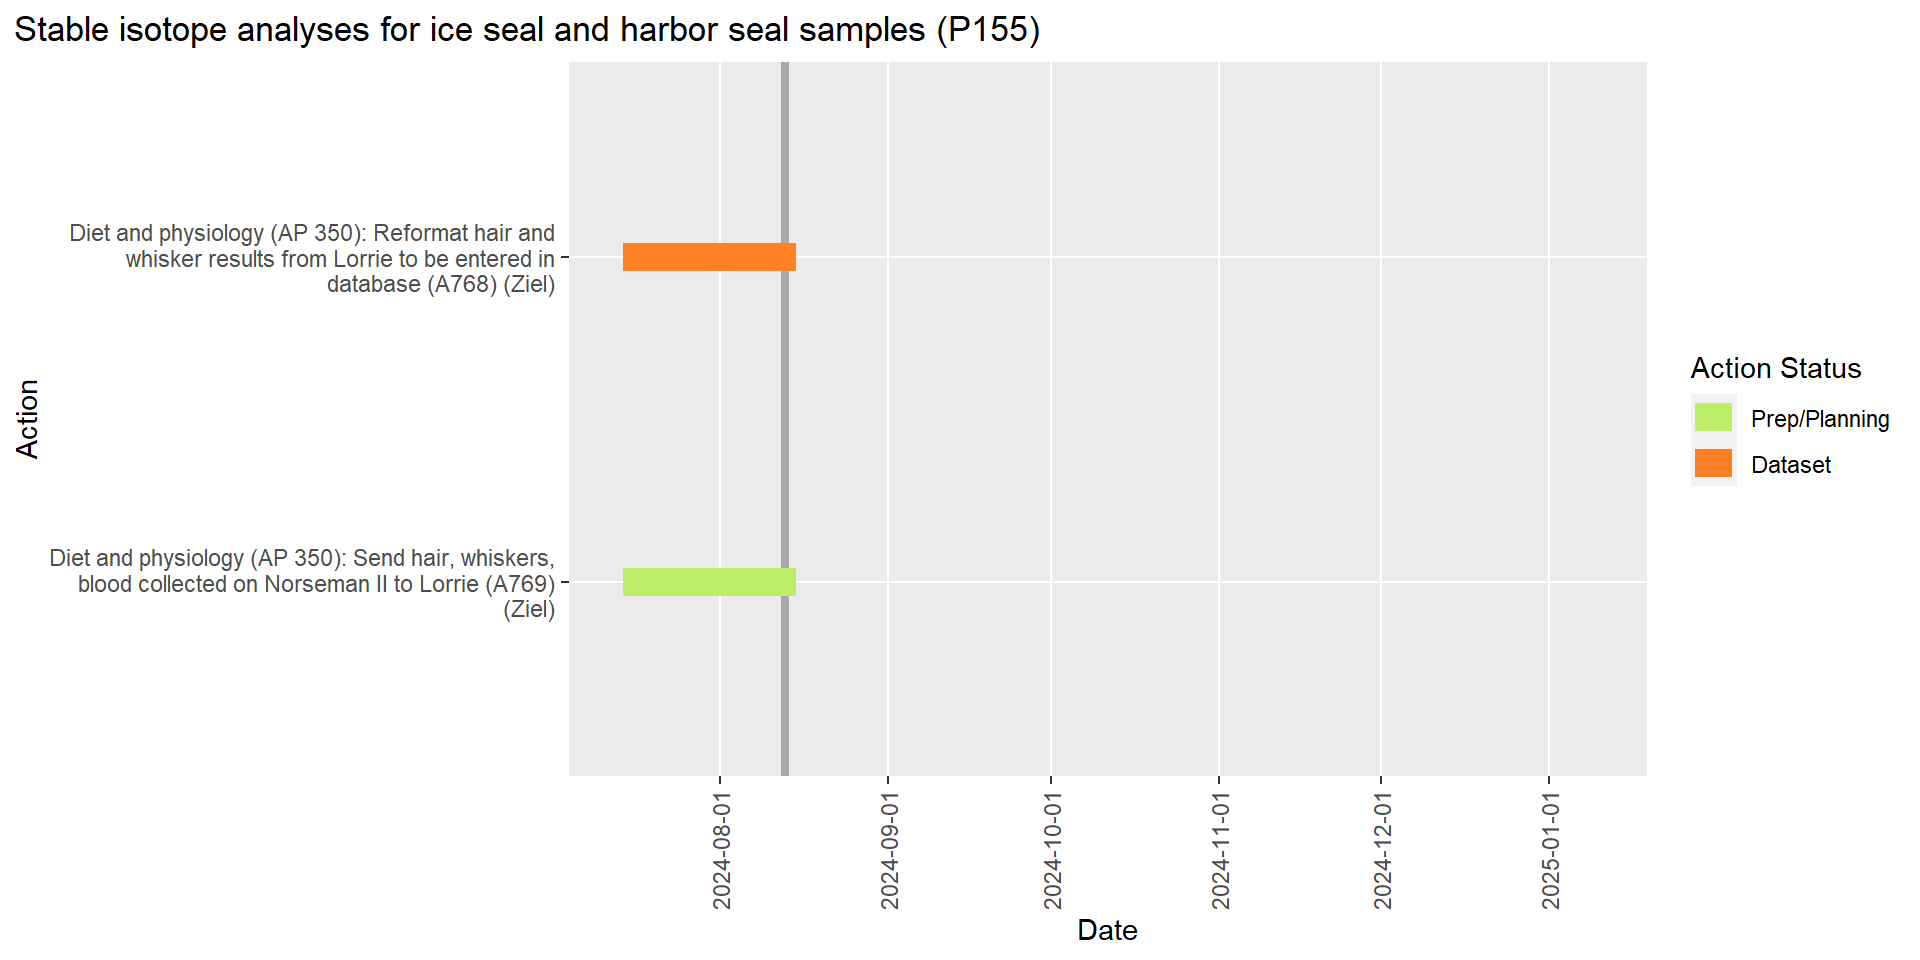 Stable isotope analyses for ice seal and harbor seal samples (P155)
Diet and physiology (AP 350): Reformat hair and
whisker results from Lorrie to be entered in
database (A768) (Ziel)
Diet and physiology (AP 350): Send hair, whiskers,
blood collected on Norseman II to Lorrie (A769)
(Ziel)
Action
2024-08-01
2024-09-01
2024-10-01
2024-11-01
2024-12-01
2025-01-01
Date
Action Status
Prep/Planning
Dataset